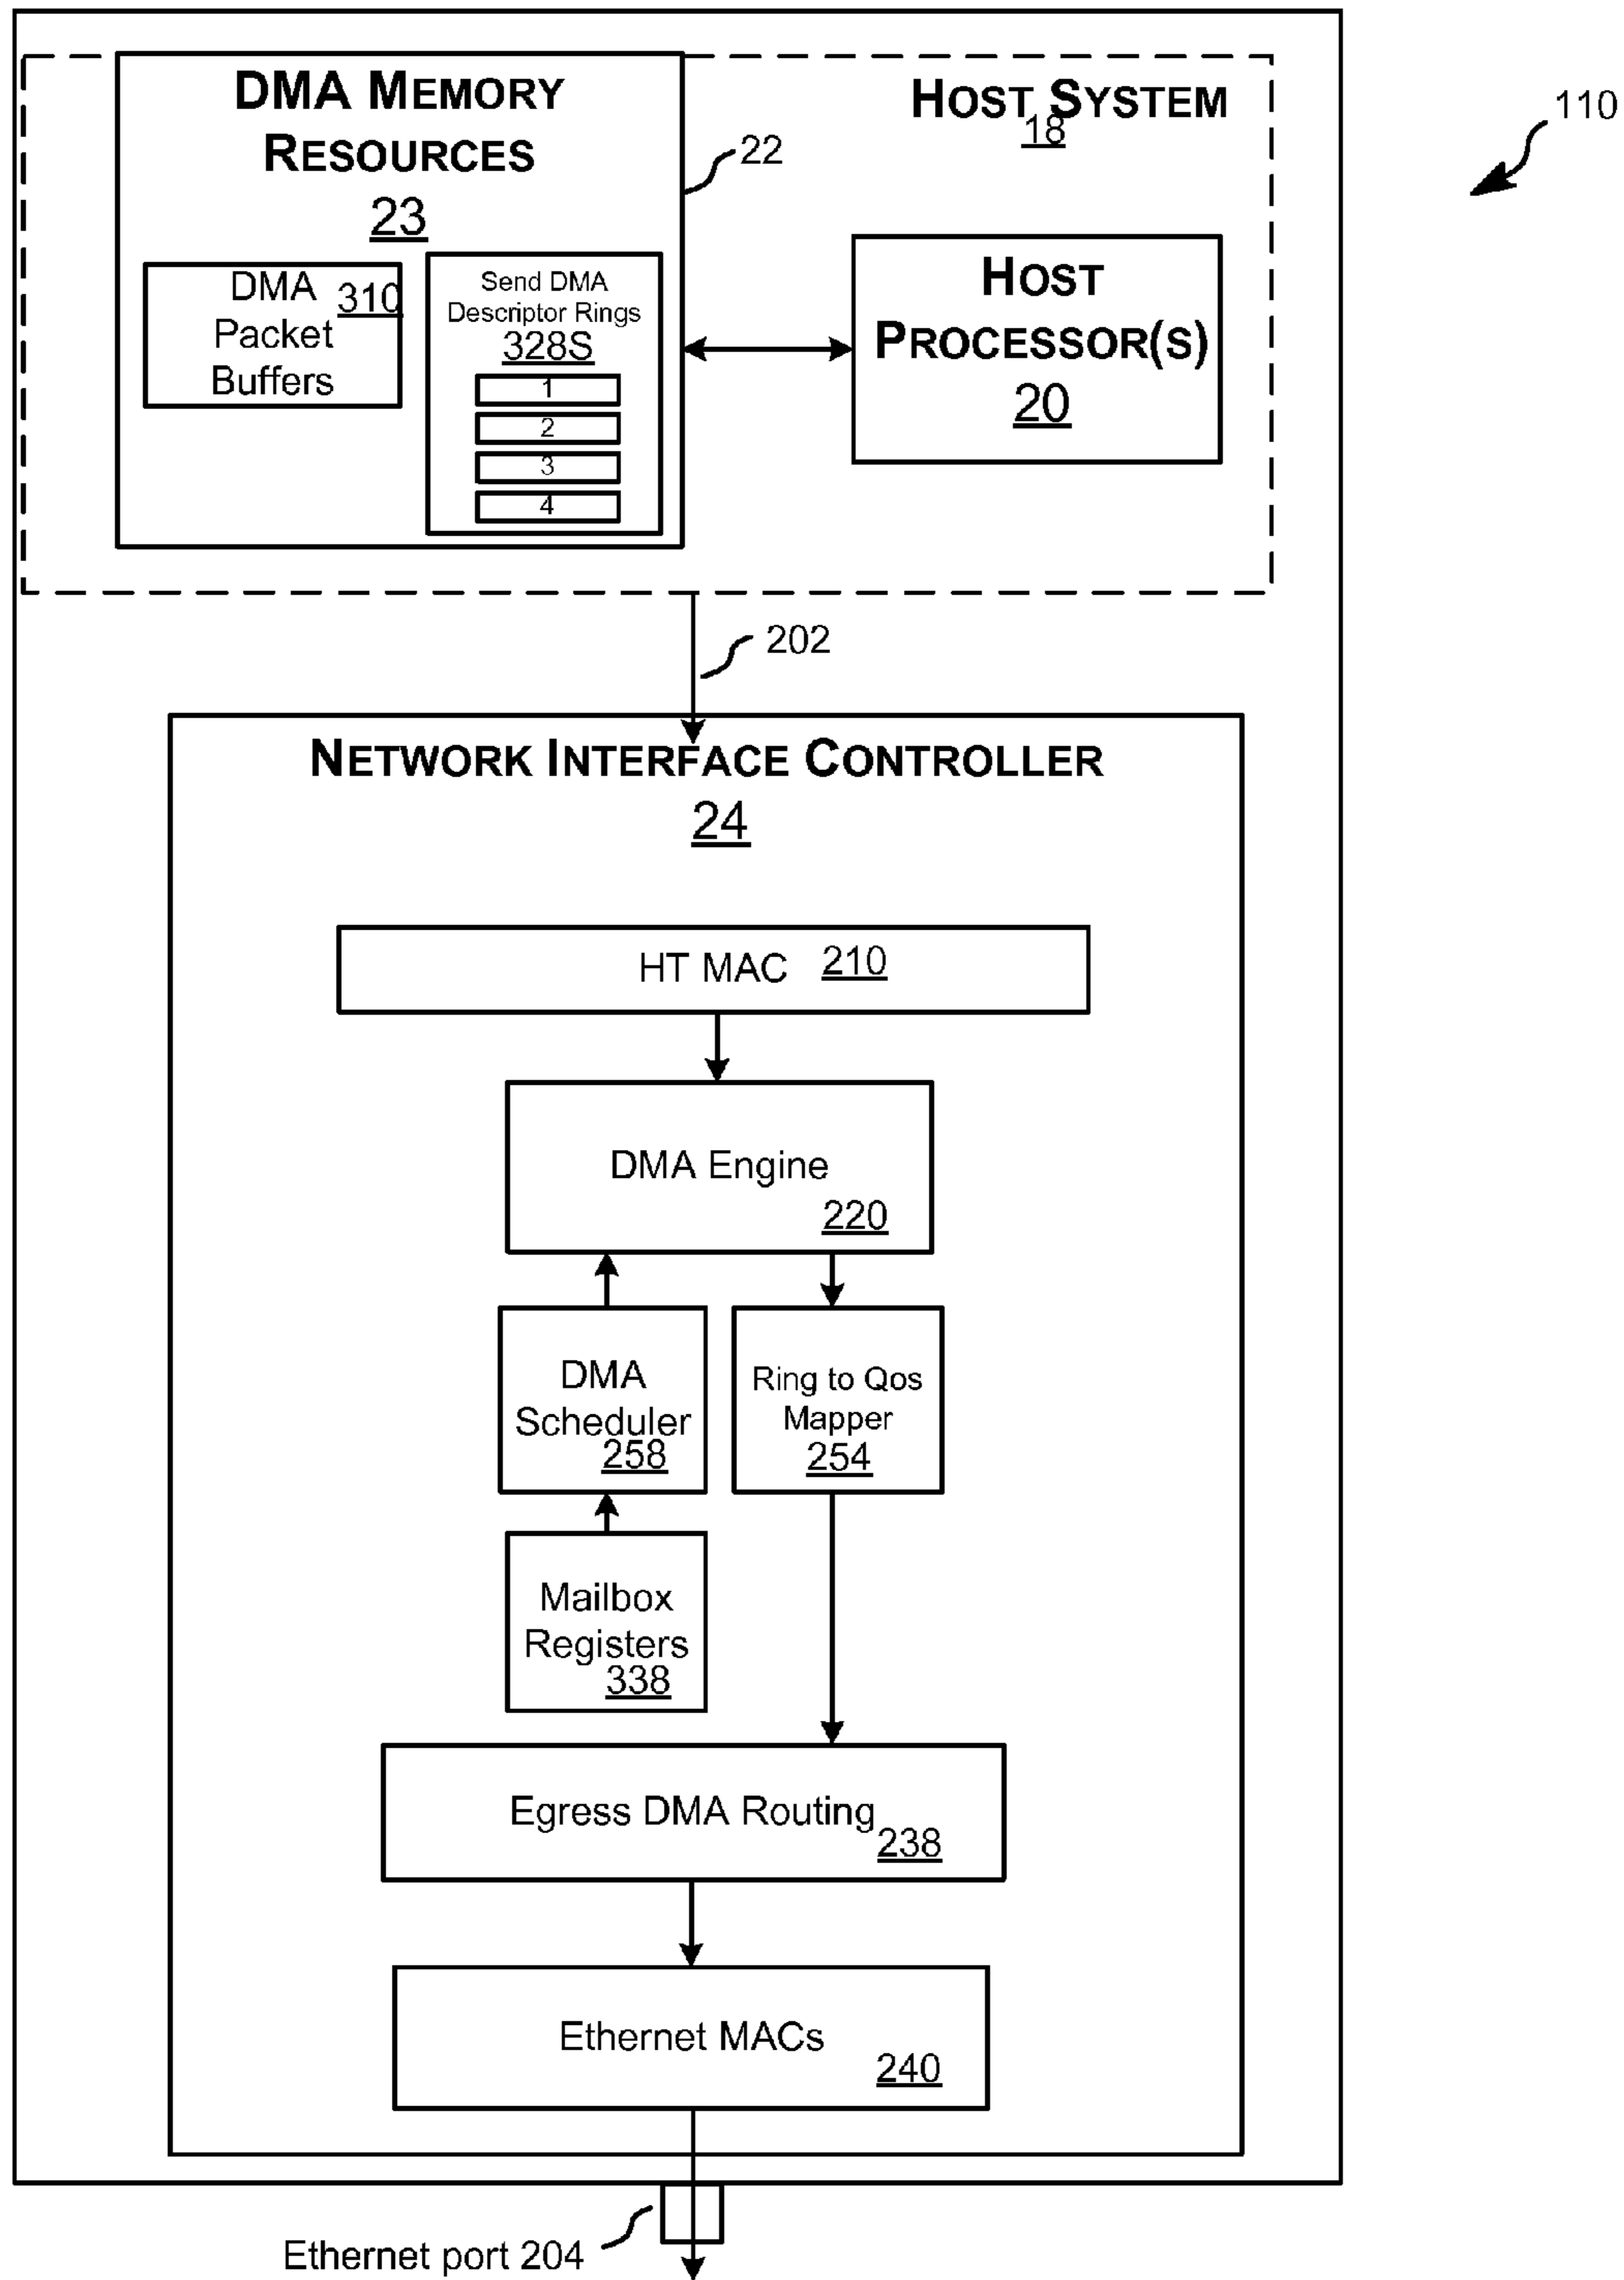 DMA MEMORY
RESOURCES
23
HOST SYSTEM
18
110
22
DMA 310
Packet
Buffers
Send DMA
Descriptor Rings
328S
1
2
3
4
HOST
PROCESSOR(S)
20
202
NETWORK INTERFACE CONTROLLER
24
HT MAC 210
DMA Engine
220
DMA
Scheduler
258
Ring to Qos
Mapper
254
Mailbox
Registers
338
Egress DMA Routing
238
Ethernet MACs
240
Ethernet port 204